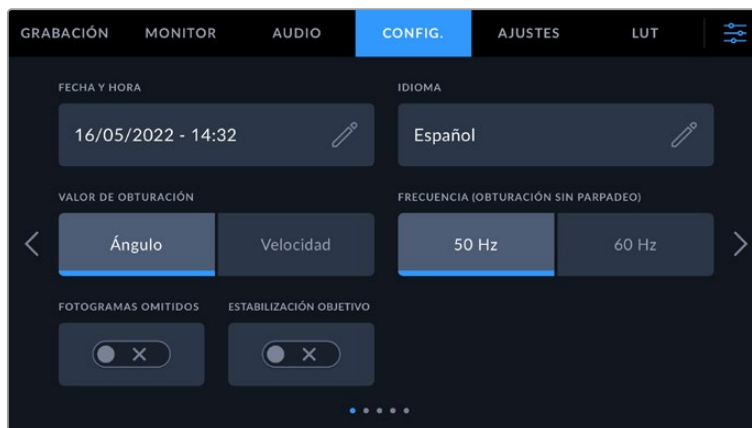 GRABACIÓN MONITOR AUDIO CONFIG. AJUSTES LUT
FECHA Y HORA IDIOMA
16/05/2022 - 14:32 Español
VALOR DE OBTURACIÓN FRECUENCIA (OBTURACIÓN SIN PARPADEO)
Ángulo Velocidad 50 Hz 60 Hz
FOTOGRAMAS OMITIDOS ESTABILIZACIÓN OBJETIVO